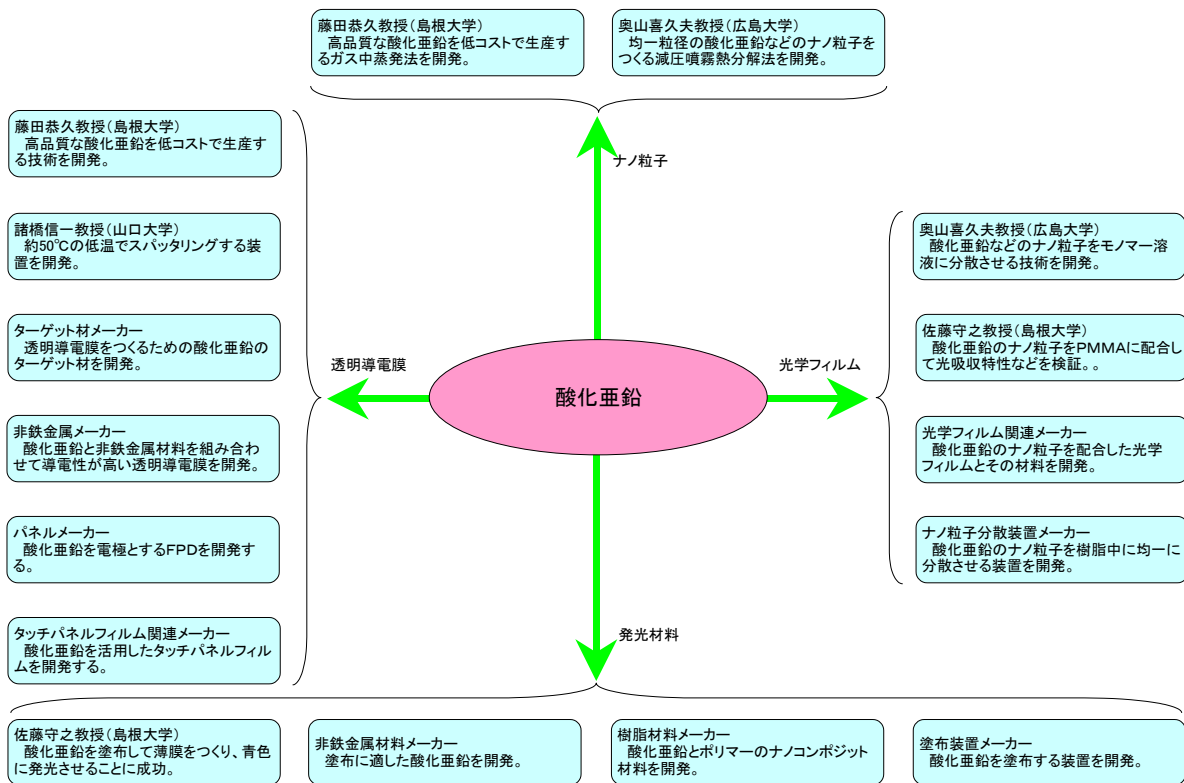 藤田恭久教授（島根大学）
高品質な酸化亜鉛を低コストで生産す
るガス中蒸発法を開発。
奥山喜久夫教授（広島大学）
均一粒径の酸化亜鉛などのナノ粒子を
つくる減圧噴霧熱分解法を開発。
ナノ粒子
藤田恭久教授（島根大学）
高品質な酸化亜鉛を低コストで生産す
る技術を開発。
諸橋信一教授（山口大学）
約50℃の低温でスパッタリングする装
置を開発。
ターゲット材メーカー
透明導電膜をつくるための酸化亜鉛の
ターゲット材を開発。
非鉄金属メーカー
酸化亜鉛と非鉄金属材料を組み合わ
せて導電性が高い透明導電膜を開発。
パネルメーカー
酸化亜鉛を電極とするFPDを開発す
る。
タッチパネルフィルム関連メーカー
酸化亜鉛を活用したタッチパネルフィル
ムを開発する。
透明導電膜
酸化亜鉛
光学フィルム
奥山喜久夫教授（広島大学）
酸化亜鉛などのナノ粒子をモノマー溶
液に分散させる技術を開発。
佐藤守之教授（島根大学）
酸化亜鉛のナノ粒子をPMMAに配合し
て光吸収特性などを検証。。
光学フィルム関連メーカー
酸化亜鉛のナノ粒子を配合した光学
フィルムとその材料を開発。
ナノ粒子分散装置メーカー
酸化亜鉛のナノ粒子を樹脂中に均一に
分散させる装置を開発。
発光材料
佐藤守之教授（島根大学）
酸化亜鉛を塗布して薄膜をつくり、青色
に発光させることに成功。
非鉄金属材料メーカー
塗布に適した酸化亜鉛を開発。
樹脂材料メーカー
酸化亜鉛とポリマーのナノコンポジット
材料を開発。
塗布装置メーカー
酸化亜鉛を塗布する装置を開発。